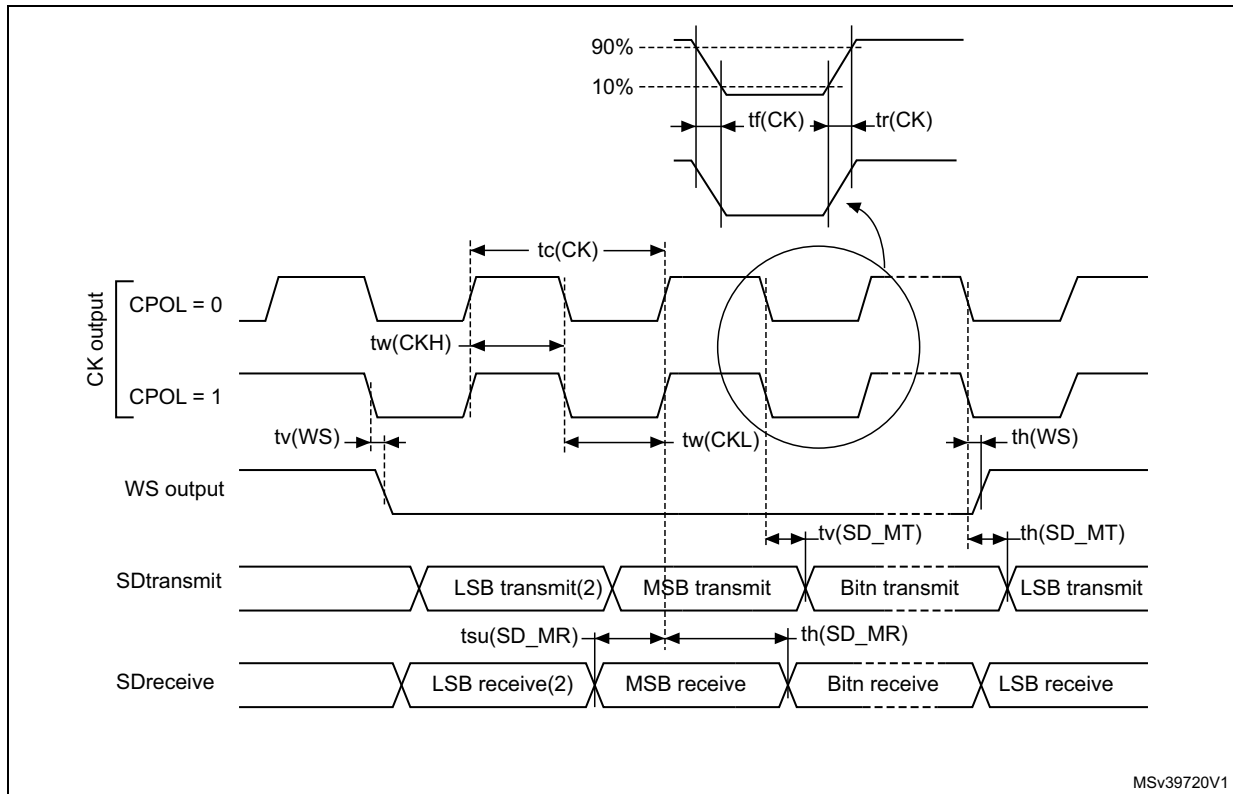 90%
10%
tf(CK)
tr(CK)
tc(CK)
CK output
CPOL = 0
tw(CKH)
CPOL = 1
tv(WS)
tw(CKL)
th(WS)
WS output
tv(SD_MT)
th(SD_MT)
SDtransmit
LSB transmit(2)
MSB transmit
Bitn transmit
LSB transmit
tsu(SD_MR)
th(SD_MR)
SDreceive
LSB receive(2)
MSB receive
Bitn receive
LSB receive
MSv39720V1